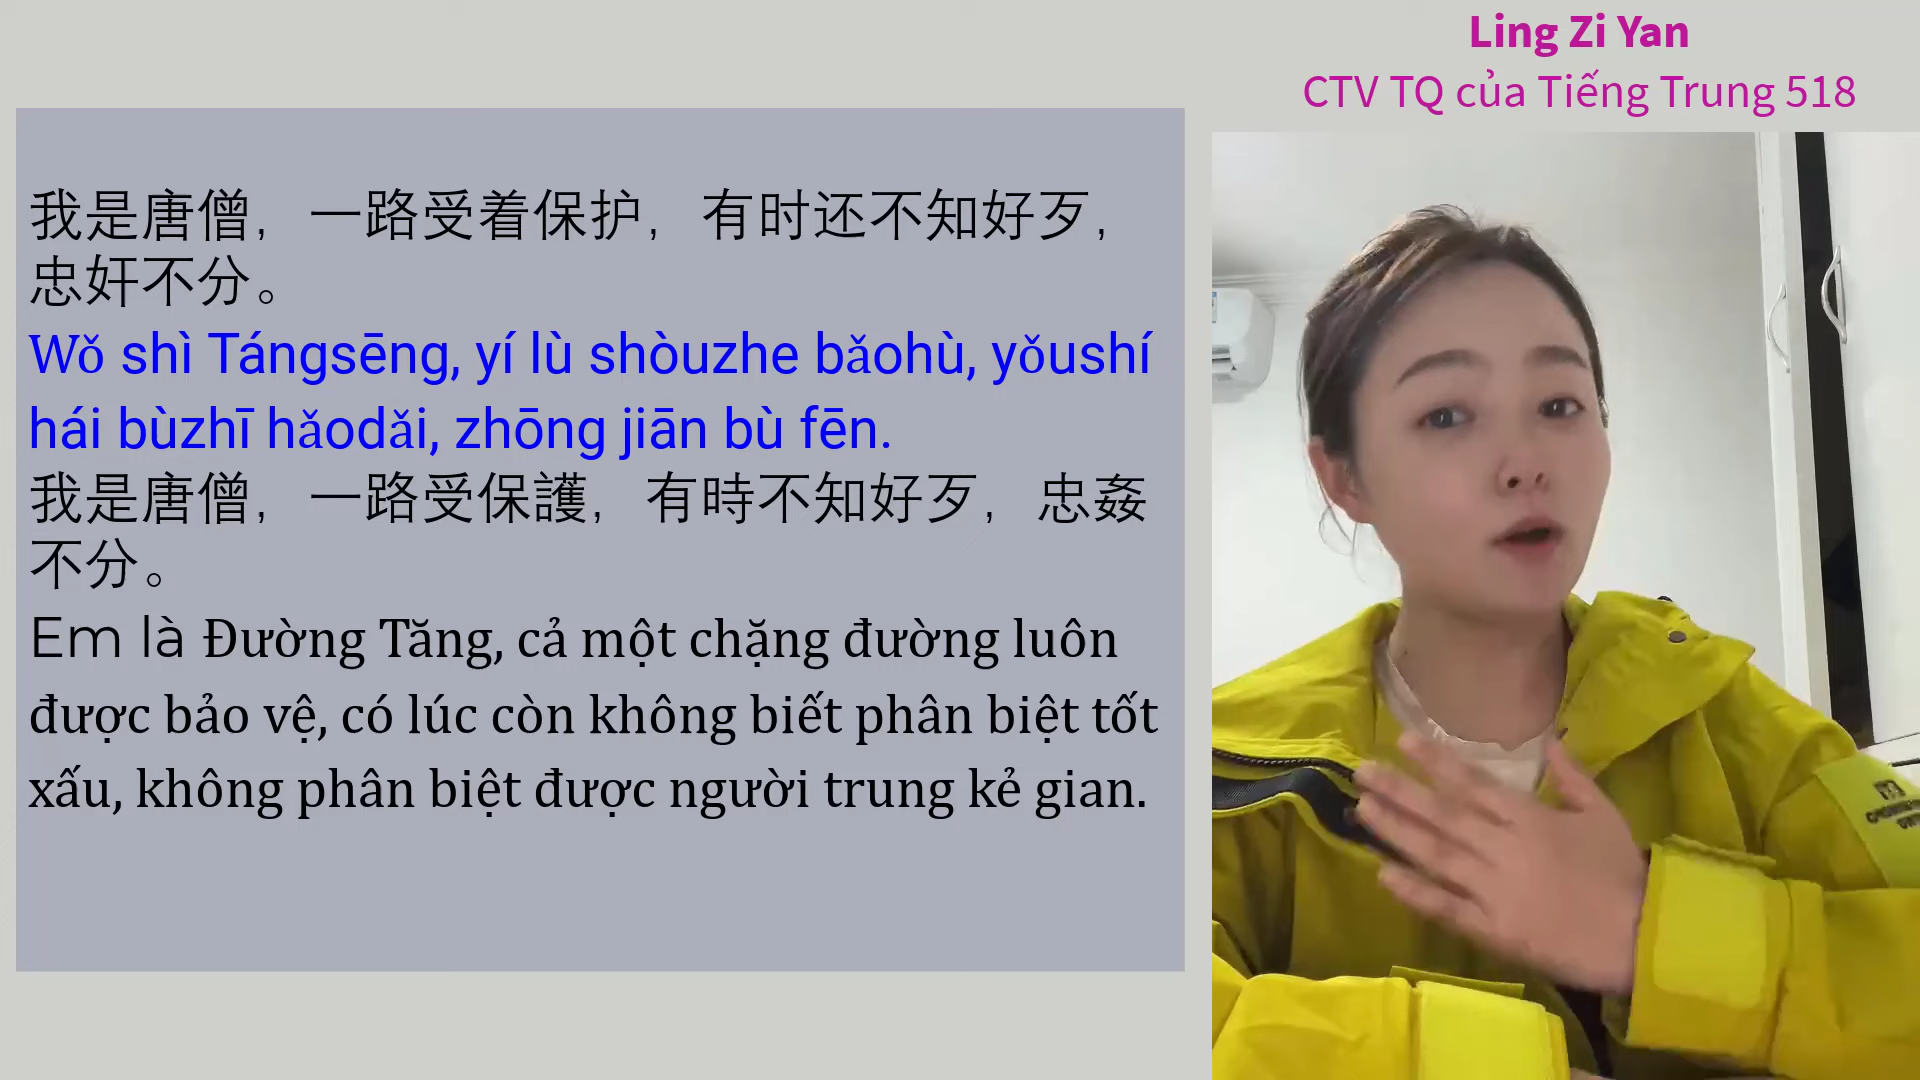 Ling Zi Yan
CTV TQ của Tiếng Trung 518
我是唐僧，一路受着保护，有时还不知好歹，
忠奸不分。
Wǒ shì Tángsēng, yí lù shòuzhe bǎohù, yǒushí
hái bùzhī hǎodǎi, zhōng jiān bù fēn.
我是唐僧，一路受保護，有時不知好歹，忠姦
不分。
Em là Đường Tăng, cả một chặng đường luôn
được bảo vệ, có lúc còn không biết phân biệt tốt
xấu, không phân biệt được người trung kẻ gian.